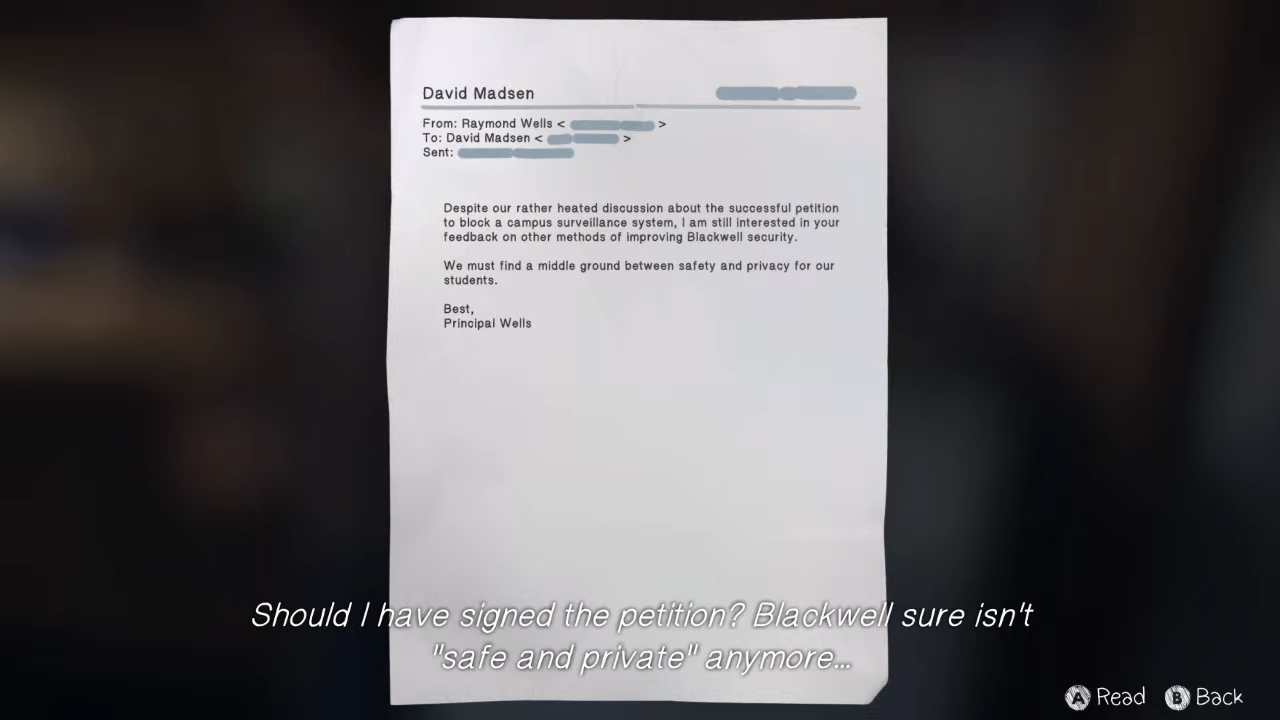 David Madsen
From: Raymond Wells < >
To: David Madsen < >
Sent:
Despite our rather heated discussion about the successful petition
to block a campus surveillance system, I am still interested in your
feedback on other methods of improving Blackwell security.
We must find a middle ground between safety and privacy for our
students.
Best,
Principal Wells
Should I have signed the petition? Blackwell sure isn't
"safe and private" anymore...
A Read B Back